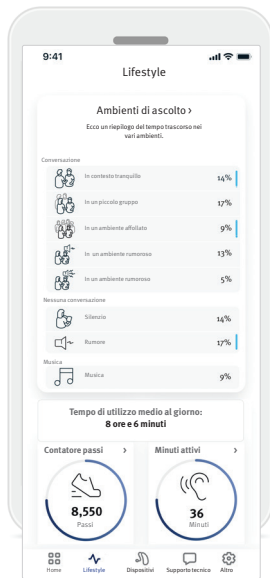 9:41
Lifestyle
Ambienti di ascolto ›
Ecco un riepilogo del tempo trascorso nei
vari ambienti.
Conversazione
In contesto tranquillo 14%
In un piccolo gruppo 17%
In un ambiente affollato 9%
In un ambiente rumoroso 13%
In un ambiente rumoroso 5%
Nessuna conversazione
Silenzio 14%
Rumore 17%
Musica
Musica 9%
Tempo di utilizzo medio al giorno:
8 ore e 6 minuti
Contatore passi › Minuti attivi ›
8,550 36
Passi Minuti
Home Lifestyle Dispositivi Supporto tecnico Altro